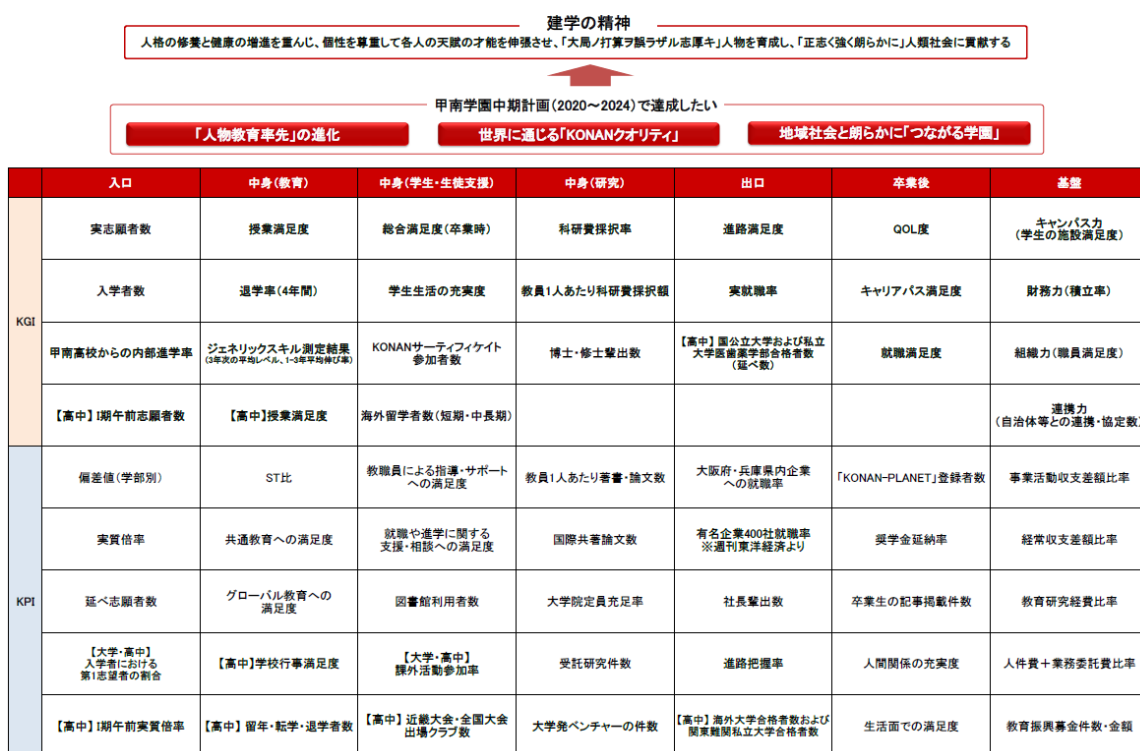 建学の精神
人格の修養と健康の増進を重んじ、個性を尊重して各人の天賦の才能を伸張させ、「大局ノ打算ヲ誤ラザル志厚キ」人物を育成し、「正志く強く朗らかに」人類社会に貢献する
甲南学園中期計画(2020～2024)で達成したい
「人物教育率先」の進化
世界に通じる「KONANクオリティ」
地域社会と朗らかに「つながる学園」
入口 中身(教育) 中身(学生・生徒支援) 中身(研究) 出口 卒業後 基盤
KGI
実志願者数
授業満足度
総合満足度(卒業時)
科研費採択率
進路満足度
QOL度
キャンパス力
(学生の施設満足度)
入学者数
退学率(4年間)
学生生活の充実度
教員1人あたり科研費採択額
実就職率
キャリアパス満足度
財務力(積立率)
甲南高校からの内部進学率
ジェネリックスキル測定結果
(3年次の平均レベル、1-3年平均伸び率)
KONANサーティフィケイト
参加者数
博士・修士輩出数
【高中】国公立大学および私立
大学医歯薬学部合格者数
(延べ数)
就職満足度
組織力(職員満足度)
【高中】I期午前志願者数
【高中】授業満足度
海外留学者数(短期・中長期)
連携力
(自治体等との連携・協定数)
KPI
偏差値(学部別)
ST比
教職員による指導・サポート
への満足度
教員1人あたり著書・論文数
大阪府・兵庫県内企業
への就職率
「KONAN-PLANET」登録者数
事業活動収支差額比率
実質倍率
共通教育への満足度
就職や進学に関する
支援・相談への満足度
国際共著論文数
有名企業400社就職率
※週刊東洋経済より
奨学金延納率
経常収支差額比率
延べ志願者数
グローバル教育への
満足度
図書館利用者数
大学院定員充足率
社長輩出数
卒業生の記事掲載件数
教育研究経費比率
【大学・高中】
入学者における
第1志望者の割合
【高中】学校行事満足度
【大学・高中】
課外活動参加率
受託研究件数
進路把握率
人間関係の充実度
人件費＋業務委託費比率
【高中】I期午前実質倍率
【高中】留年・転学・退学者数
【高中】近畿大会・全国大会
出場クラブ数
大学発ベンチャーの件数
【高中】海外大学合格者数および
関東難関私立大学合格者数
生活面での満足度
教育振興募金件数・金額